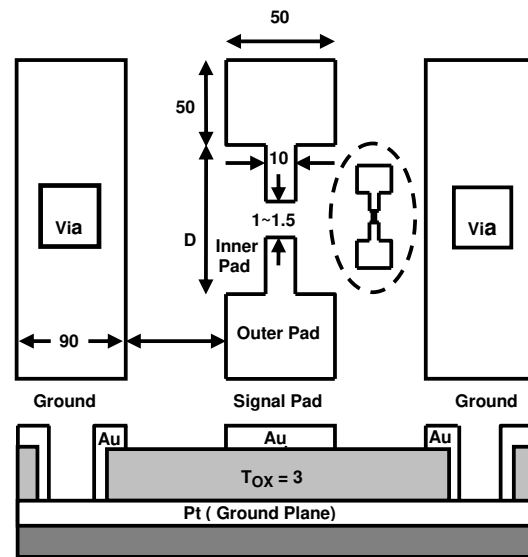 50
50
10
1~1.5
D
Inner
Pad
Via
Via
90
Outer Pad
Ground
Signal Pad
Ground
Au
Au
Au
TOX = 3
Pt ( Ground Plane)